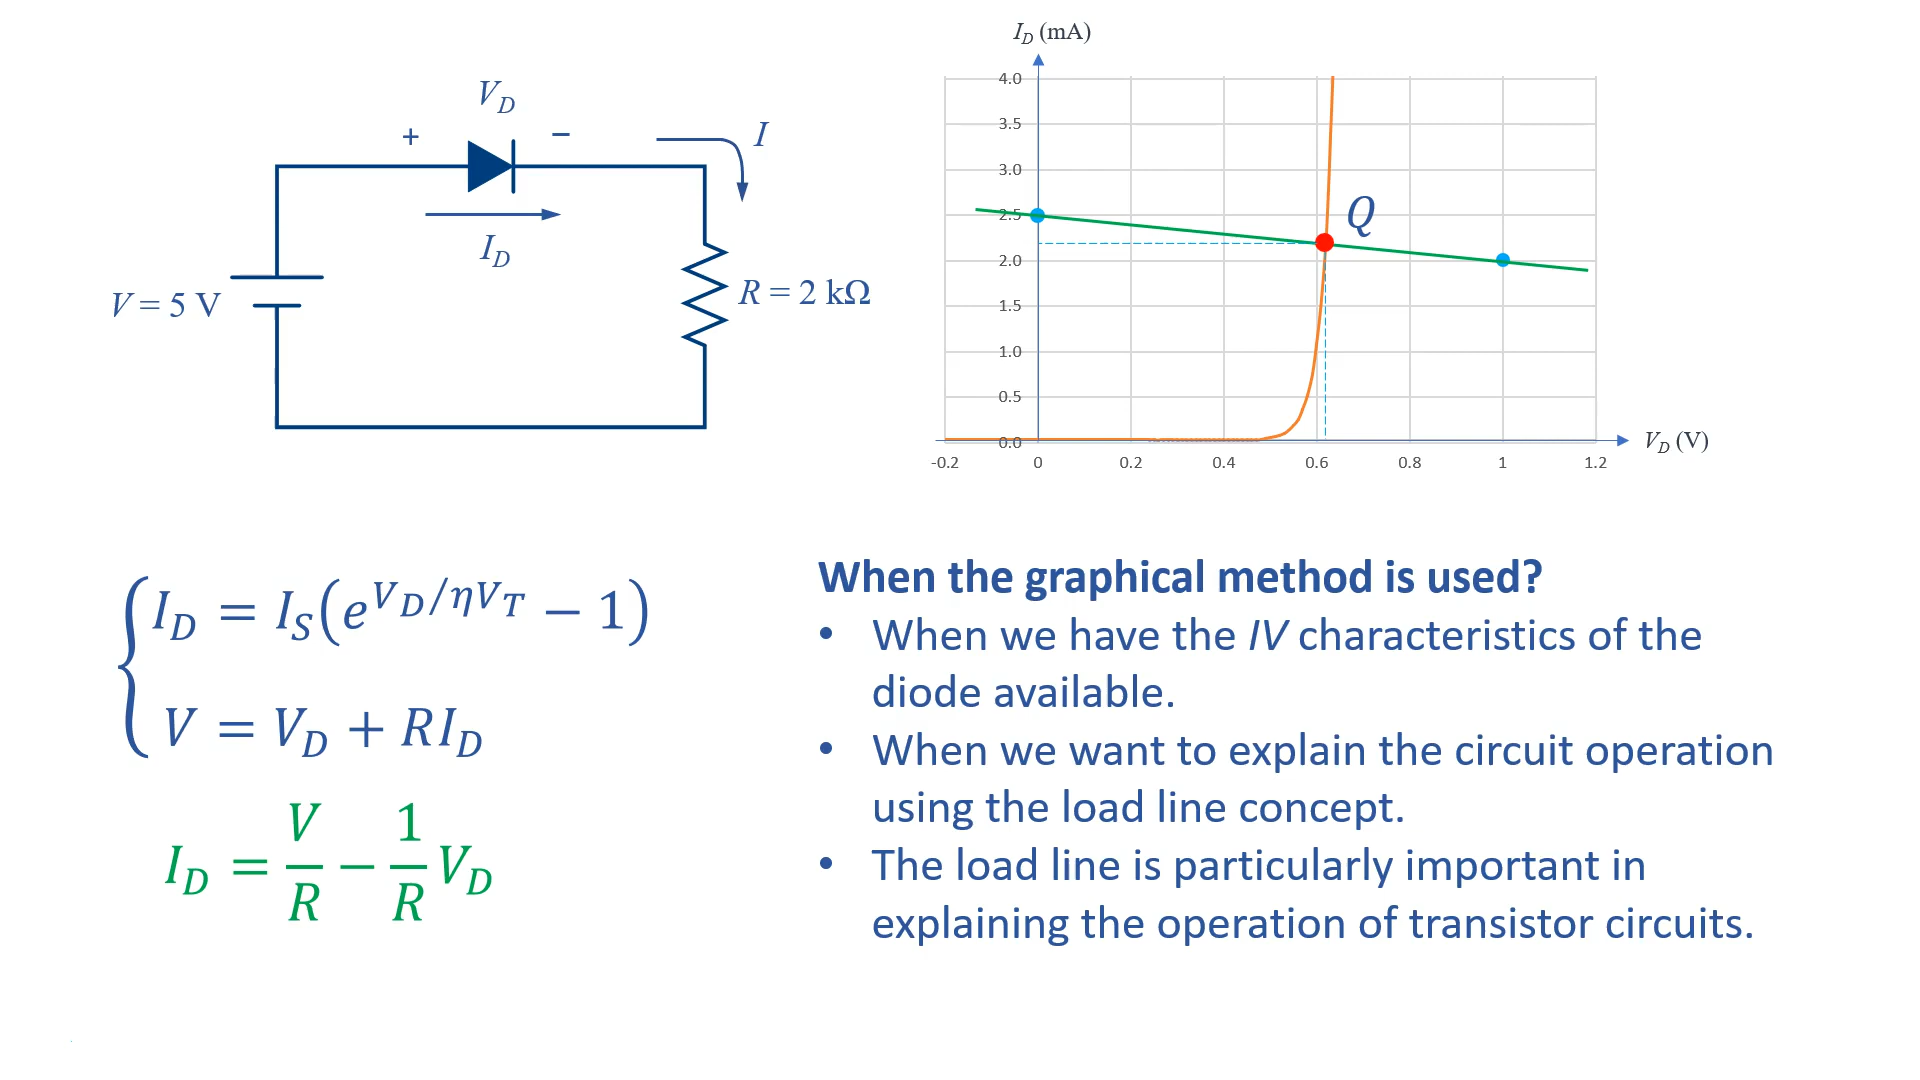 V_D
+ −
I
I_D
V = 5 V
R = 2 kΩ
I_D (mA)
4.0
3.5
3.0
2.5
2.0
1.5
1.0
0.5
0.0
Q
-0.2 0 0.2 0.4 0.6 0.8 1 1.2
V_D (V)
I_D = I_S(e^{V_D/ηV_T} − 1)
V = V_D + RI_D
I_D = V/R − 1/R V_D
When the graphical method is used?
• When we have the IV characteristics of the
diode available.
• When we want to explain the circuit operation
using the load line concept.
• The load line is particularly important in
explaining the operation of transistor circuits.